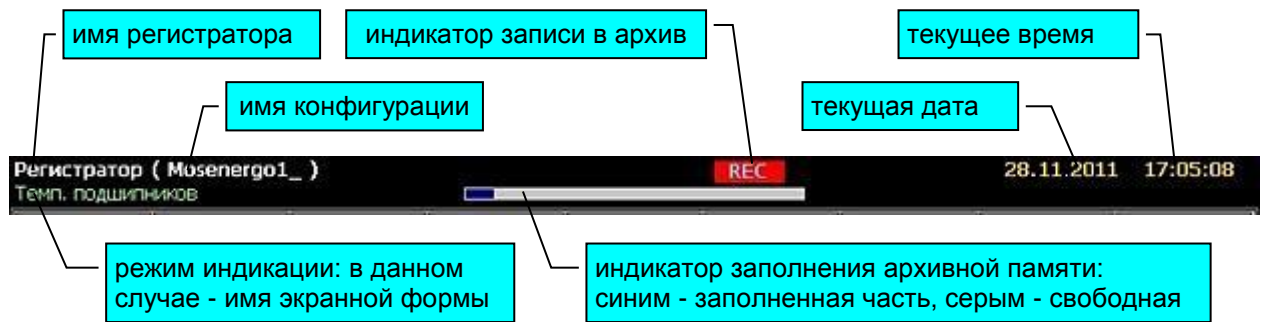 имя регистратора
индикатор записи в архив
текущее время
имя конфигурации
текущая дата
Регистратор ( Mosenergo1_ )
REC
28.11.2011 17:05:08
Темп. подшипников
режим индикации: в данном
случае - имя экранной формы
индикатор заполнения архивной памяти:
синим - заполненная часть, серым - свободная